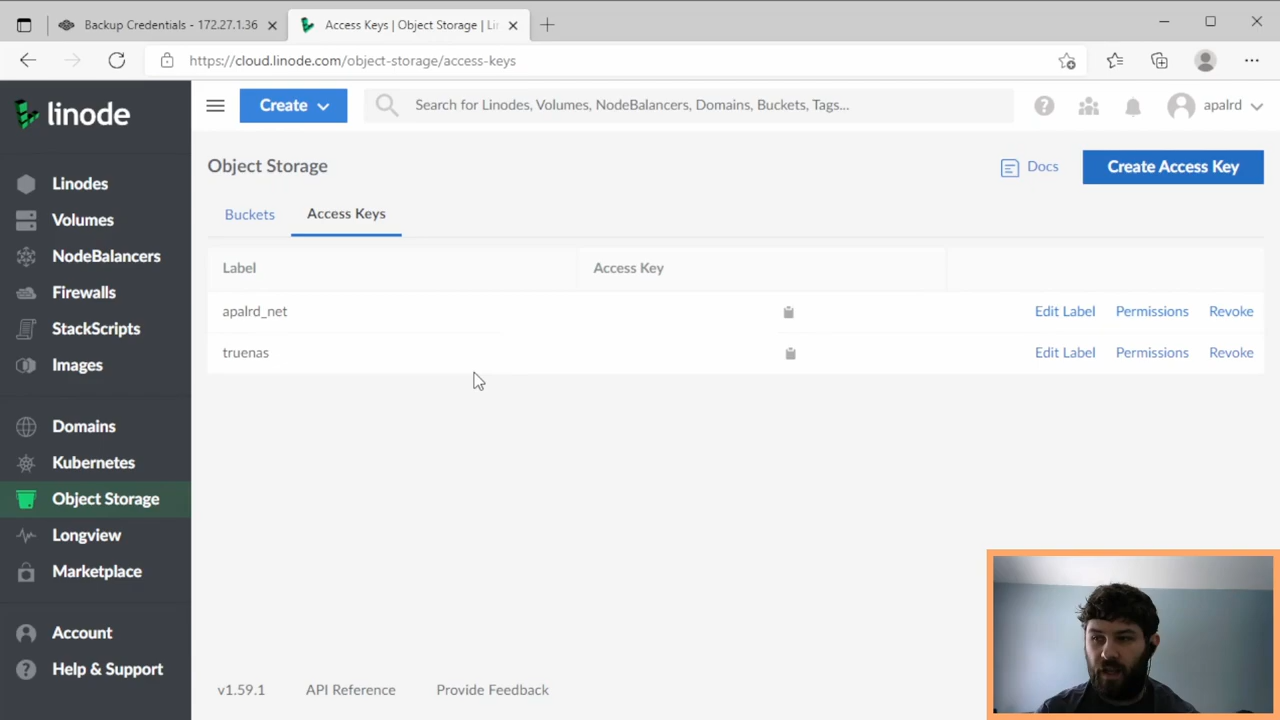 Backup Credentials - 172.27.1.36
Access Keys | Object Storage | Li
https://cloud.linode.com/object-storage/access-keys
linode
Create
Search for Linodes, Volumes, NodeBalancers, Domains, Buckets, Tags...
apalrd
Linodes
Volumes
NodeBalancers
Firewalls
StackScripts
Images
Domains
Kubernetes
Object Storage
Longview
Marketplace
Account
Help & Support
Object Storage
Docs
Create Access Key
Buckets
Access Keys
Label
Access Key
apalrd_net
Edit Label
Permissions
Revoke
truenas
Edit Label
Permissions
Revoke
v1.59.1
API Reference
Provide Feedback